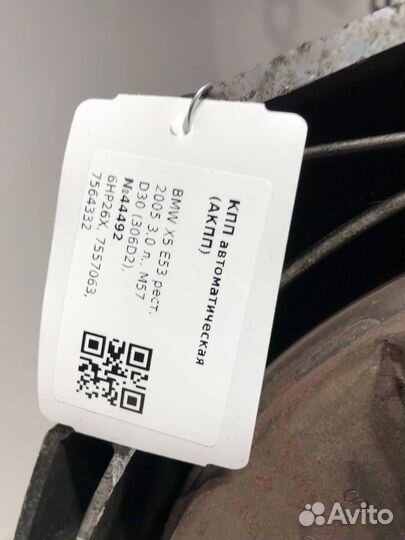 КПП автоматическая
(АКПП)
BMW X5 E53 рест.
2005 3.0 л., M57
D30 (306D2),
№44492
6HP26X, 7557063,
7564332
Avito